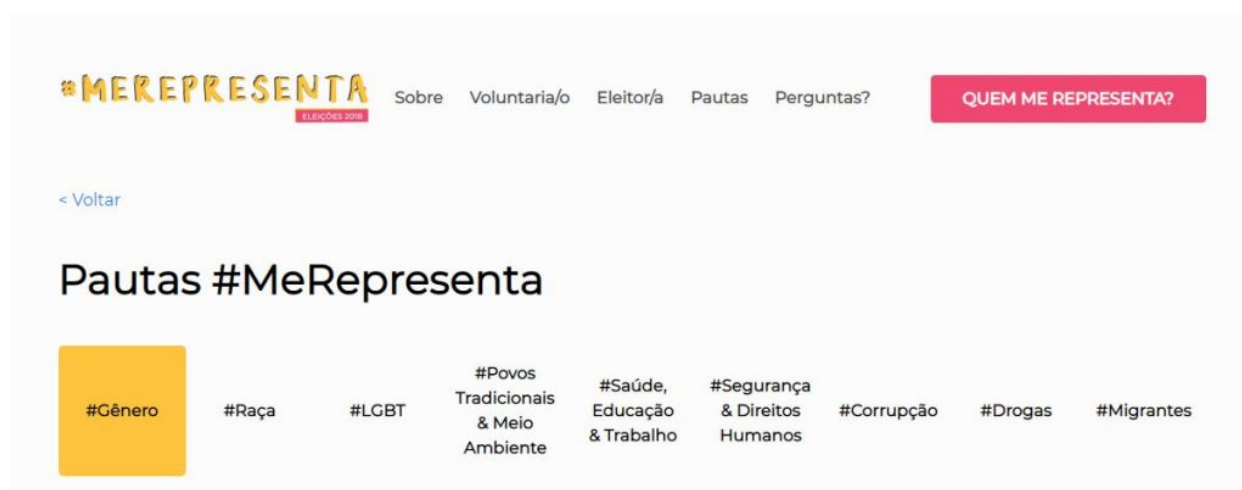 #MEREPRESENTA
ELEIÇÕES 2018
Sobre Voluntaria/o Eleitor/a Pautas Perguntas?
QUEM ME REPRESENTA?
< Voltar
Pautas #MeRepresenta
#Gênero
#Raça
#LGBT
#Povos
Tradicionais
& Meio
Ambiente
#Saúde,
Educação
& Trabalho
#Segurança
& Direitos
Humanos
#Corrupção
#Drogas
#Migrantes